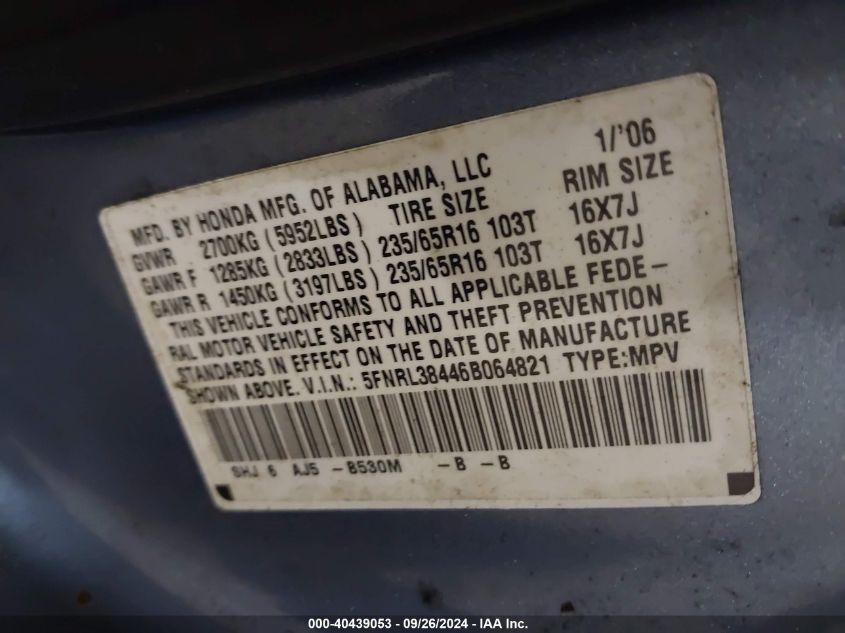 MFD. BY HONDA MFG. OF ALABAMA, LLC 1/'06
GVWR 2700KG (5952LBS) TIRE SIZE RIM SIZE
GAWR F 1285KG (2833LBS) 235/65R16 103T 16X7J
GAWR R 1450KG (3197LBS) 235/65R16 103T 16X7J
THIS VEHICLE CONFORMS TO ALL APPLICABLE FEDE-
RAL MOTOR VEHICLE SAFETY AND THEFT PREVENTION
STANDARDS IN EFFECT ON THE DATE OF MANUFACTURE
SHOWN ABOVE. V.I.N.: 5FNRL38446B064821 TYPE:MPV
SHJ 6 AJ5 -B530M -B -B
000-40439053 - 09/26/2024 - IAA Inc.